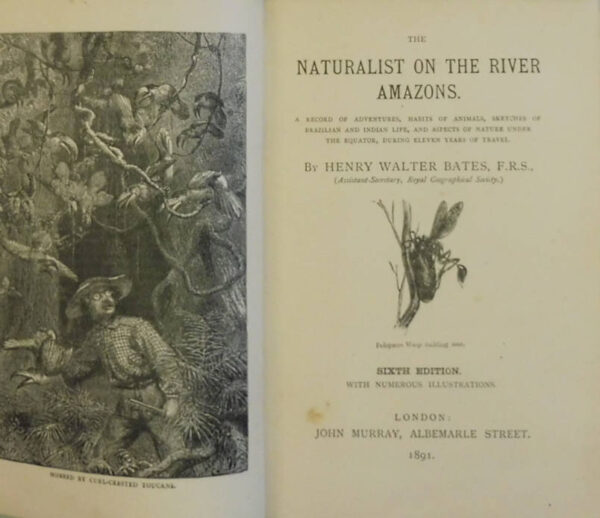 MOBBED BY CURL-CRESTED TOUCANS.
THE
NATURALIST ON THE RIVER
AMAZONS.
A RECORD OF ADVENTURES, HABITS OF ANIMALS, SKETCHES OF
BRAZILIAN AND INDIAN LIFE, AND ASPECTS OF NATURE UNDER
THE EQUATOR, DURING ELEVEN YEARS OF TRAVEL.
BY HENRY WALTER BATES, F.R.S.,
(Assistant-Secretary, Royal Geographical Society.)
Pelopæus Wasp building nest.
SIXTH EDITION.
WITH NUMEROUS ILLUSTRATIONS.
LONDON:
JOHN MURRAY, ALBEMARLE STREET.
1891.